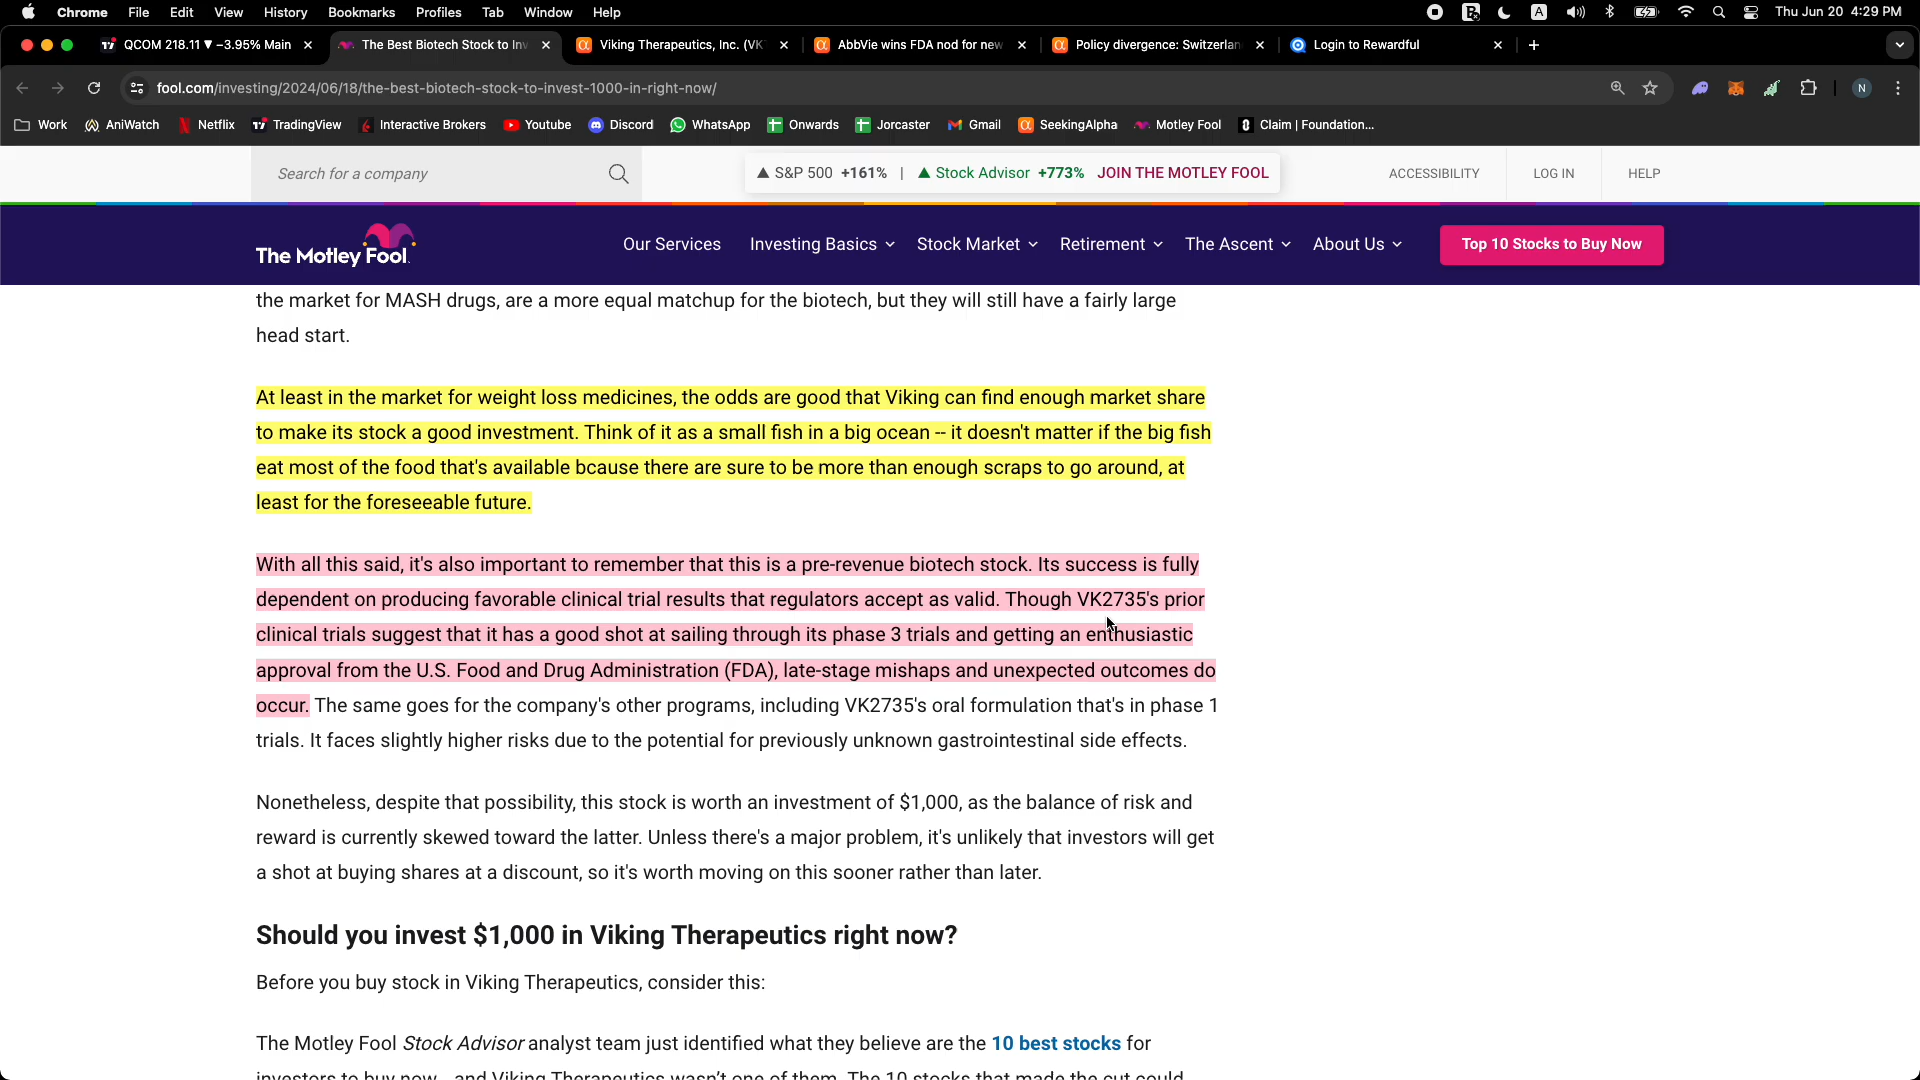 Chrome File Edit View History Bookmarks Profiles Tab Window Help A Thu Jun 20 4:29 PM
QCOM 218.11 ▼ −3.95% Main The Best Biotech Stock to Inv Viking Therapeutics, Inc. (VK AbbVie wins FDA nod for new Policy divergence: Switzerlan Login to Rewardful
fool.com/investing/2024/06/18/the-best-biotech-stock-to-invest-1000-in-right-now/ N
Work AniWatch Netflix TradingView Interactive Brokers Youtube Discord WhatsApp Onwards Jorcaster Gmail SeekingAlpha Motley Fool Claim | Foundation...
Search for a company ▲ S&P 500 +161% | ▲ Stock Advisor +773% JOIN THE MOTLEY FOOL ACCESSIBILITY LOG IN HELP
The Motley Fool. Our Services Investing Basics Stock Market Retirement The Ascent About Us Top 10 Stocks to Buy Now
the market for MASH drugs, are a more equal matchup for the biotech, but they will still have a fairly large
head start.
At least in the market for weight loss medicines, the odds are good that Viking can find enough market share
to make its stock a good investment. Think of it as a small fish in a big ocean -- it doesn't matter if the big fish
eat most of the food that's available bcause there are sure to be more than enough scraps to go around, at
least for the foreseeable future.
With all this said, it's also important to remember that this is a pre-revenue biotech stock. Its success is fully
dependent on producing favorable clinical trial results that regulators accept as valid. Though VK2735's prior
clinical trials suggest that it has a good shot at sailing through its phase 3 trials and getting an enthusiastic
approval from the U.S. Food and Drug Administration (FDA), late-stage mishaps and unexpected outcomes do
occur. The same goes for the company's other programs, including VK2735's oral formulation that's in phase 1
trials. It faces slightly higher risks due to the potential for previously unknown gastrointestinal side effects.
Nonetheless, despite that possibility, this stock is worth an investment of $1,000, as the balance of risk and
reward is currently skewed toward the latter. Unless there's a major problem, it's unlikely that investors will get
a shot at buying shares at a discount, so it's worth moving on this sooner rather than later.
Should you invest $1,000 in Viking Therapeutics right now?
Before you buy stock in Viking Therapeutics, consider this:
The Motley Fool Stock Advisor analyst team just identified what they believe are the 10 best stocks for
investors to buy now... and Viking Therapeutics wasn't one of them. The 10 stocks that made the cut could